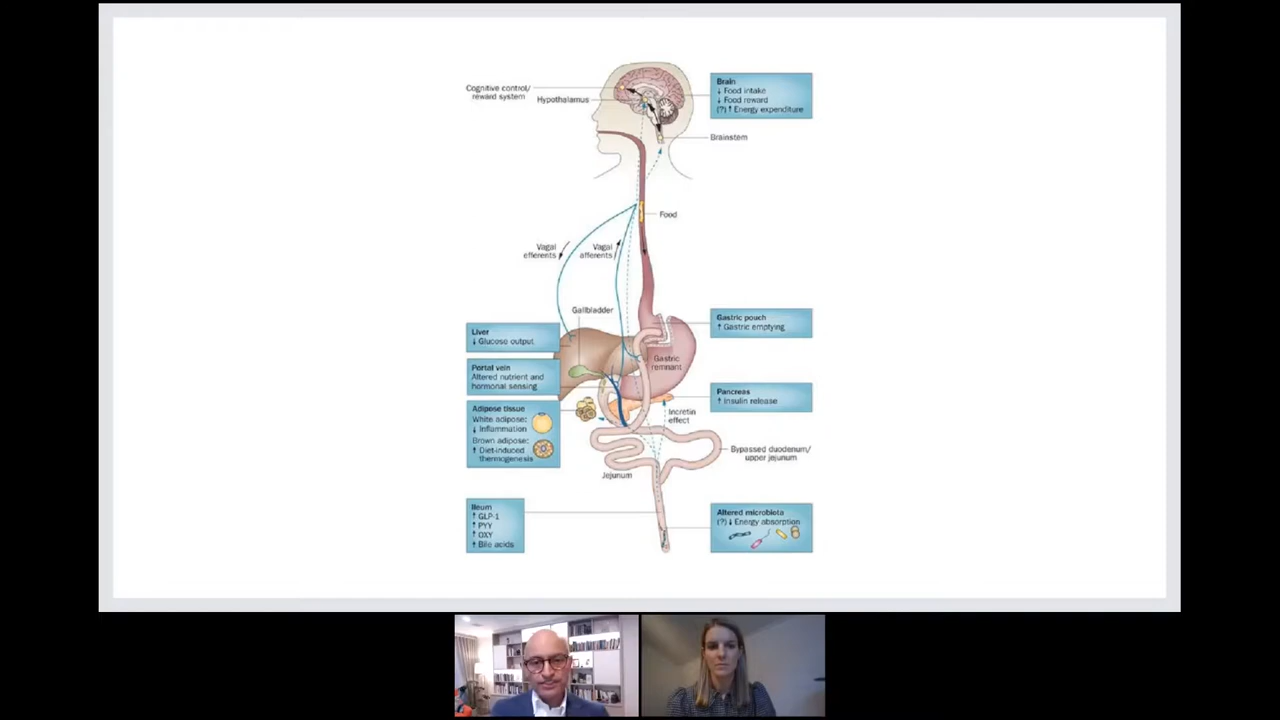 Cognitive control/
reward system
Hypothalamus
Brain
↓ Food intake
↓ Food reward
(?) ↑ Energy expenditure
Brainstem
Food
Vagal
efferents
Vagal
afferents
Gallbladder
Liver
↓ Glucose output
Gastric pouch
↑ Gastric emptying
Portal vein
Altered nutrient and
hormonal sensing
Gastric
remnant
Pancreas
↑ Insulin release
Adipose tissue
White adipose:
↓ Inflammation
Brown adipose:
↑ Diet-induced
thermogenesis
Incretin
effect
Bypassed duodenum/
upper jejunum
Jejunum
Ileum
↑ GLP-1
↑ PYY
↑ OXY
↑ Bile acids
Altered microbiota
(?) ↓ Energy absorption